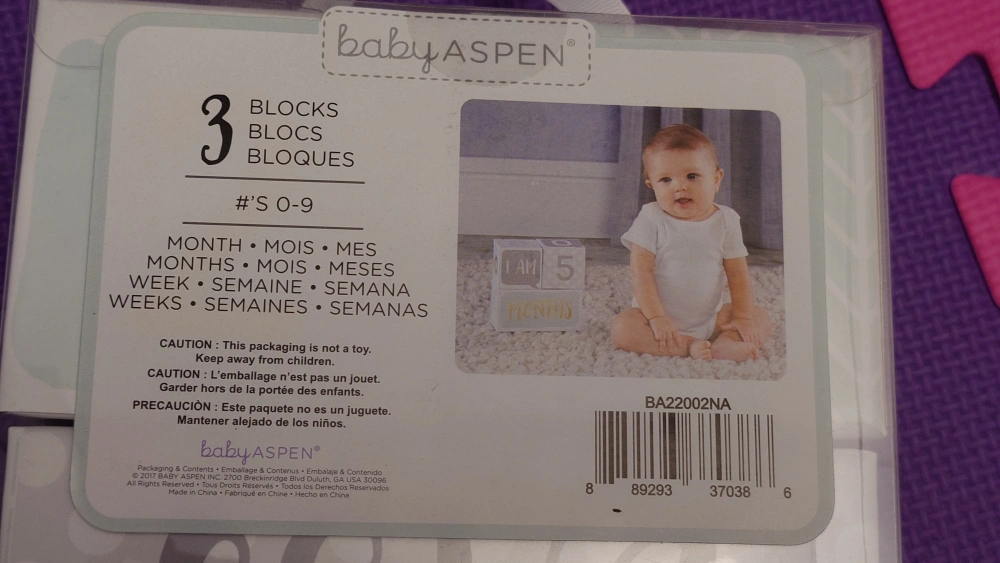 baby ASPEN®
3 BLOCKS
BLOCS
BLOQUES
#'S 0-9
MONTH • MOIS • MES
MONTHS • MOIS • MESES
WEEK • SEMAINE • SEMANA
WEEKS • SEMAINES • SEMANAS
CAUTION : This packaging is not a toy.
Keep away from children.
CAUTION : L'emballage n'est pas un jouet.
Garder hors de la portée des enfants.
PRECAUCIÒN : Este paquete no es un juguete.
Mantener alejado de los niños.
baby ASPEN®
Packaging & Contents • Emballage & Contenus • Embalaje & Contenido
© 2017 BABY ASPEN INC. 2700 Breckinridge Blvd Duluth, GA USA 30096
All Rights Reserved • Tous Droits Réservés • Todos los Derechos Reservados
Made in China • Fabriqué en Chine • Hecho en China
I AM 5
MONTHS
BA22002NA
8 89293 37038 6